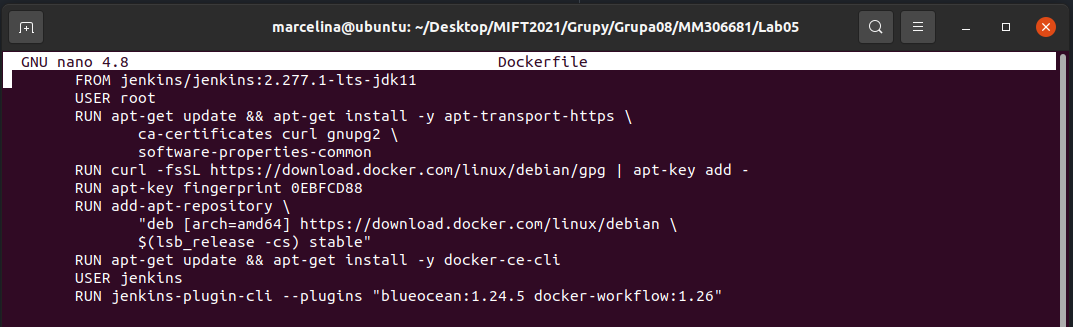 marcelina@ubuntu: ~/Desktop/MIFT2021/Grupy/Grupa08/MM306681/Lab05
GNU nano 4.8 Dockerfile
FROM jenkins/jenkins:2.277.1-lts-jdk11
USER root
RUN apt-get update && apt-get install -y apt-transport-https \
ca-certificates curl gnupg2 \
software-properties-common
RUN curl -fsSL https://download.docker.com/linux/debian/gpg | apt-key add -
RUN apt-key fingerprint 0EBFCD88
RUN add-apt-repository \
"deb [arch=amd64] https://download.docker.com/linux/debian \
$(lsb_release -cs) stable"
RUN apt-get update && apt-get install -y docker-ce-cli
USER jenkins
RUN jenkins-plugin-cli --plugins "blueocean:1.24.5 docker-workflow:1.26"